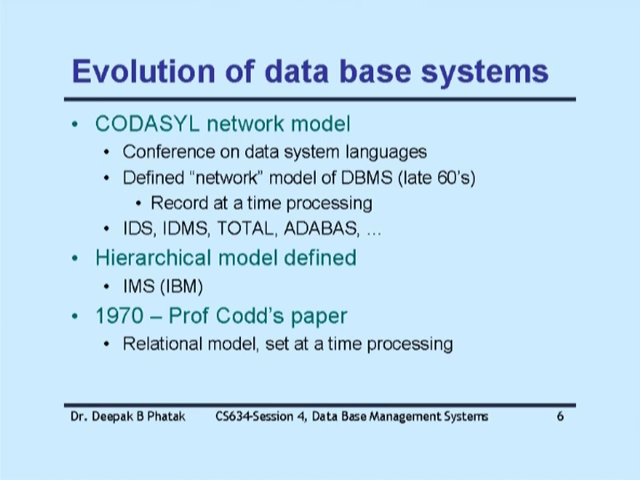 Evolution of data base systems
• CODASYL network model
• Conference on data system languages
• Defined “network” model of DBMS (late 60’s)
• Record at a time processing
• IDS, IDMS, TOTAL, ADABAS, ...
• Hierarchical model defined
• IMS (IBM)
• 1970 – Prof Codd’s paper
• Relational model, set at a time processing
Dr. Deepak B Phatak CS634-Session 4, Data Base Management Systems 6